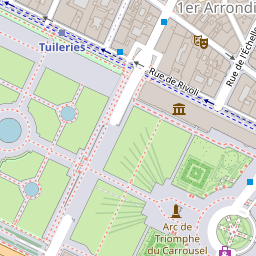 1er Arrondi
Tuileries
Rue de Rivoli
Rue de l'Échelle
Arc de
Triomphe
du Carrousel